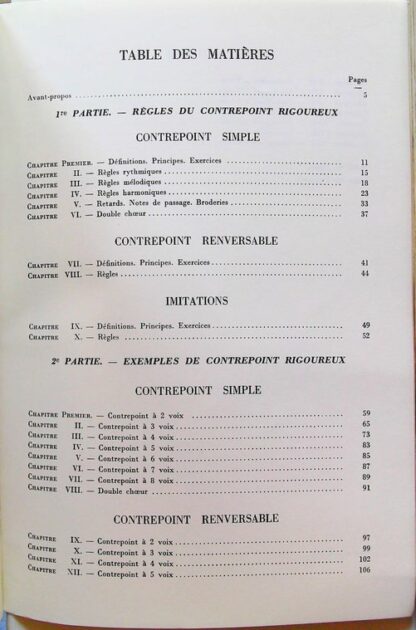 TABLE DES MATIÈRES
Pages
Avant-propos 5
1re PARTIE. — RÈGLES DU CONTREPOINT RIGOUREUX
CONTREPOINT SIMPLE
CHAPITRE PREMIER. — Définitions. Principes. Exercices 11
CHAPITRE II. — Règles rythmiques 15
CHAPITRE III. — Règles mélodiques 18
CHAPITRE IV. — Règles harmoniques 23
CHAPITRE V. — Retards. Notes de passage. Broderies 33
CHAPITRE VI. — Double chœur 37
CONTREPOINT RENVERSABLE
CHAPITRE VII. — Définitions. Principes. Exercices 41
CHAPITRE VIII. — Règles 44
IMITATIONS
CHAPITRE IX. — Définitions. Principes. Exercices 49
CHAPITRE X. — Règles 52
2e PARTIE. — EXEMPLES DE CONTREPOINT RIGOUREUX
CONTREPOINT SIMPLE
CHAPITRE PREMIER. — Contrepoint à 2 voix 59
CHAPITRE II. — Contrepoint à 3 voix 65
CHAPITRE III. — Contrepoint à 4 voix 73
CHAPITRE IV. — Contrepoint à 5 voix 83
CHAPITRE V. — Contrepoint à 6 voix 85
CHAPITRE VI. — Contrepoint à 7 voix 87
CHAPITRE VII. — Contrepoint à 8 voix 89
CHAPITRE VIII. — Double chœur 91
CONTREPOINT RENVERSABLE
CHAPITRE IX. — Contrepoint à 2 voix 97
CHAPITRE X. — Contrepoint à 3 voix 99
CHAPITRE XI. — Contrepoint à 4 voix 102
CHAPITRE XII. — Contrepoint à 5 voix 106